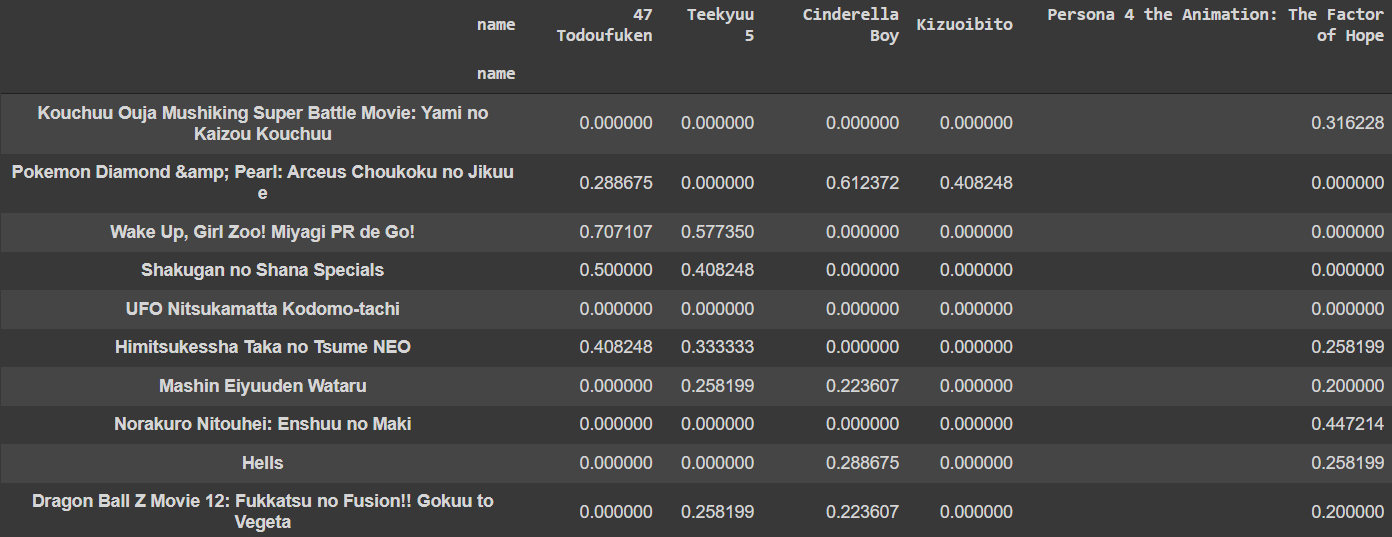 name 47 Todoufuken Teekyuu 5 Cinderella Boy Kizuoibito Persona 4 the Animation: The Factor of Hope
name
Kouchuu Ouja Mushiking Super Battle Movie: Yami no Kaizou Kouchuu 0.000000 0.000000 0.000000 0.000000 0.316228
Pokemon Diamond &amp; Pearl: Arceus Choukoku no Jikuu e 0.288675 0.000000 0.612372 0.408248 0.000000
Wake Up, Girl Zoo! Miyagi PR de Go! 0.707107 0.577350 0.000000 0.000000 0.000000
Shakugan no Shana Specials 0.500000 0.408248 0.000000 0.000000 0.000000
UFO Nitsukamatta Kodomo-tachi 0.000000 0.000000 0.000000 0.000000 0.000000
Himitsukessha Taka no Tsume NEO 0.408248 0.333333 0.000000 0.000000 0.258199
Mashin Eiyuuden Wataru 0.000000 0.258199 0.223607 0.000000 0.200000
Norakuro Nitouhei: Enshuu no Maki 0.000000 0.000000 0.000000 0.000000 0.447214
Hells 0.000000 0.000000 0.288675 0.000000 0.258199
Dragon Ball Z Movie 12: Fukkatsu no Fusion!! Gokuu to Vegeta 0.000000 0.258199 0.223607 0.000000 0.200000